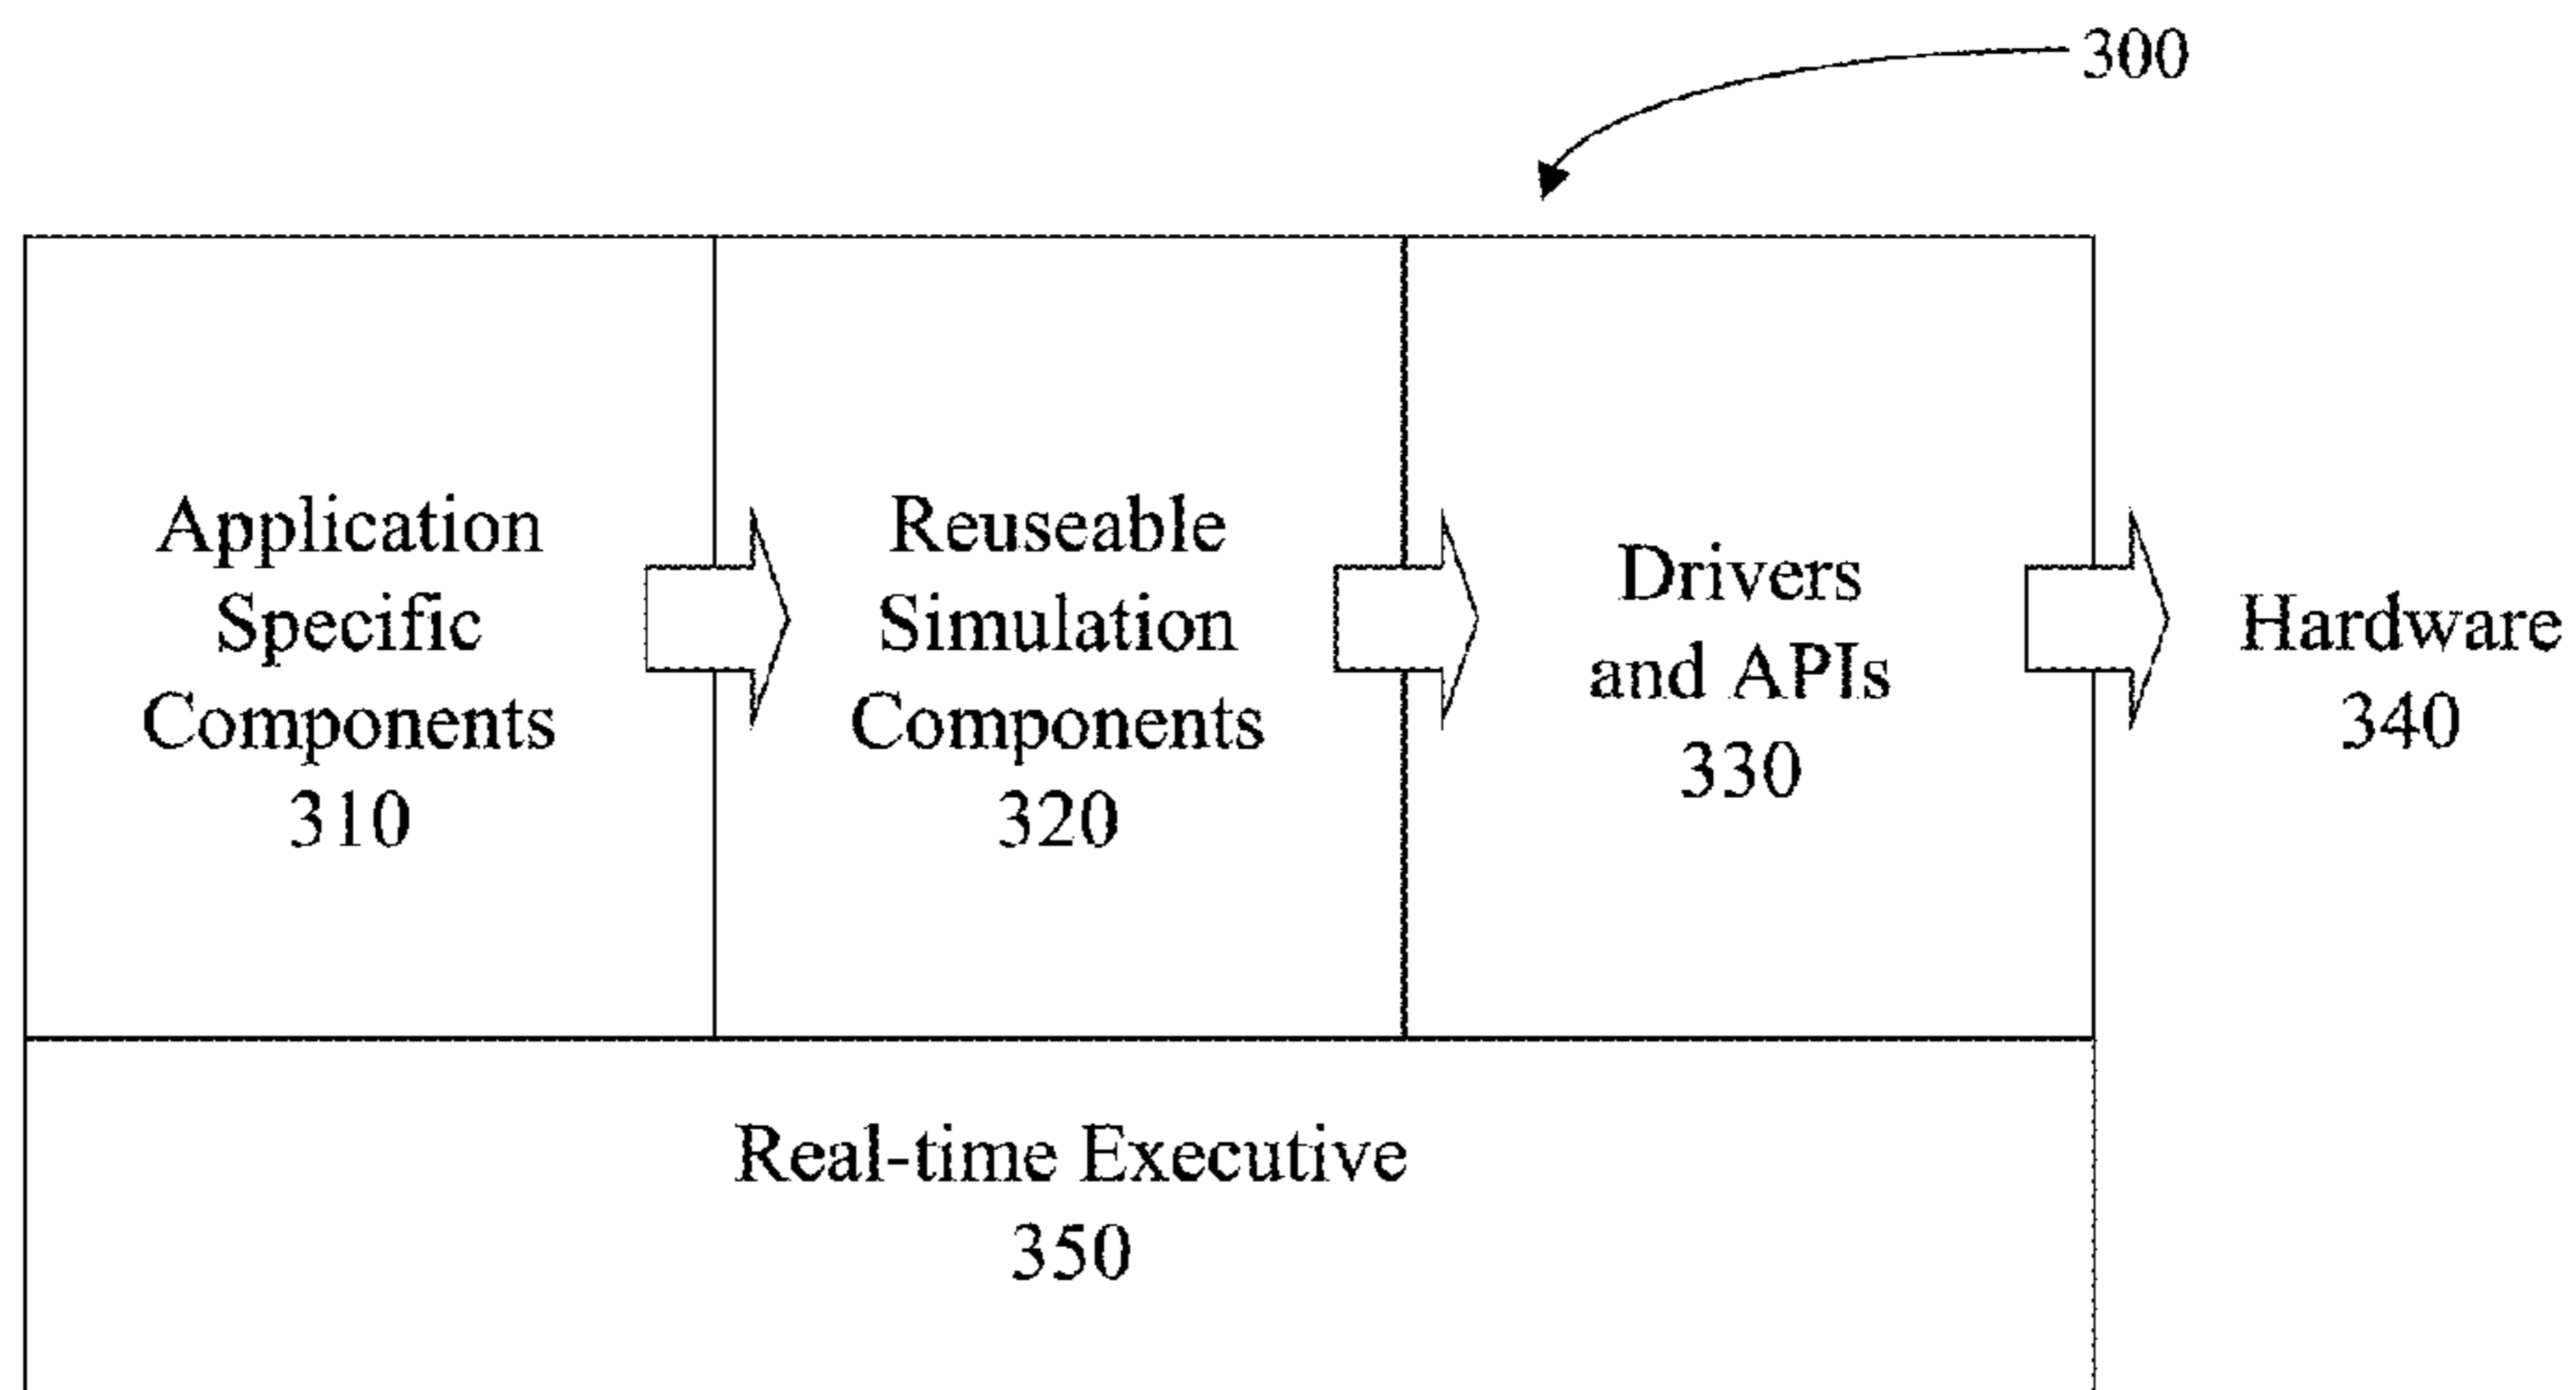 300
Application
Specific
Components
310
Reuseable
Simulation
Components
320
Drivers
and APIs
330
Hardware
340
Real-time Executive
350